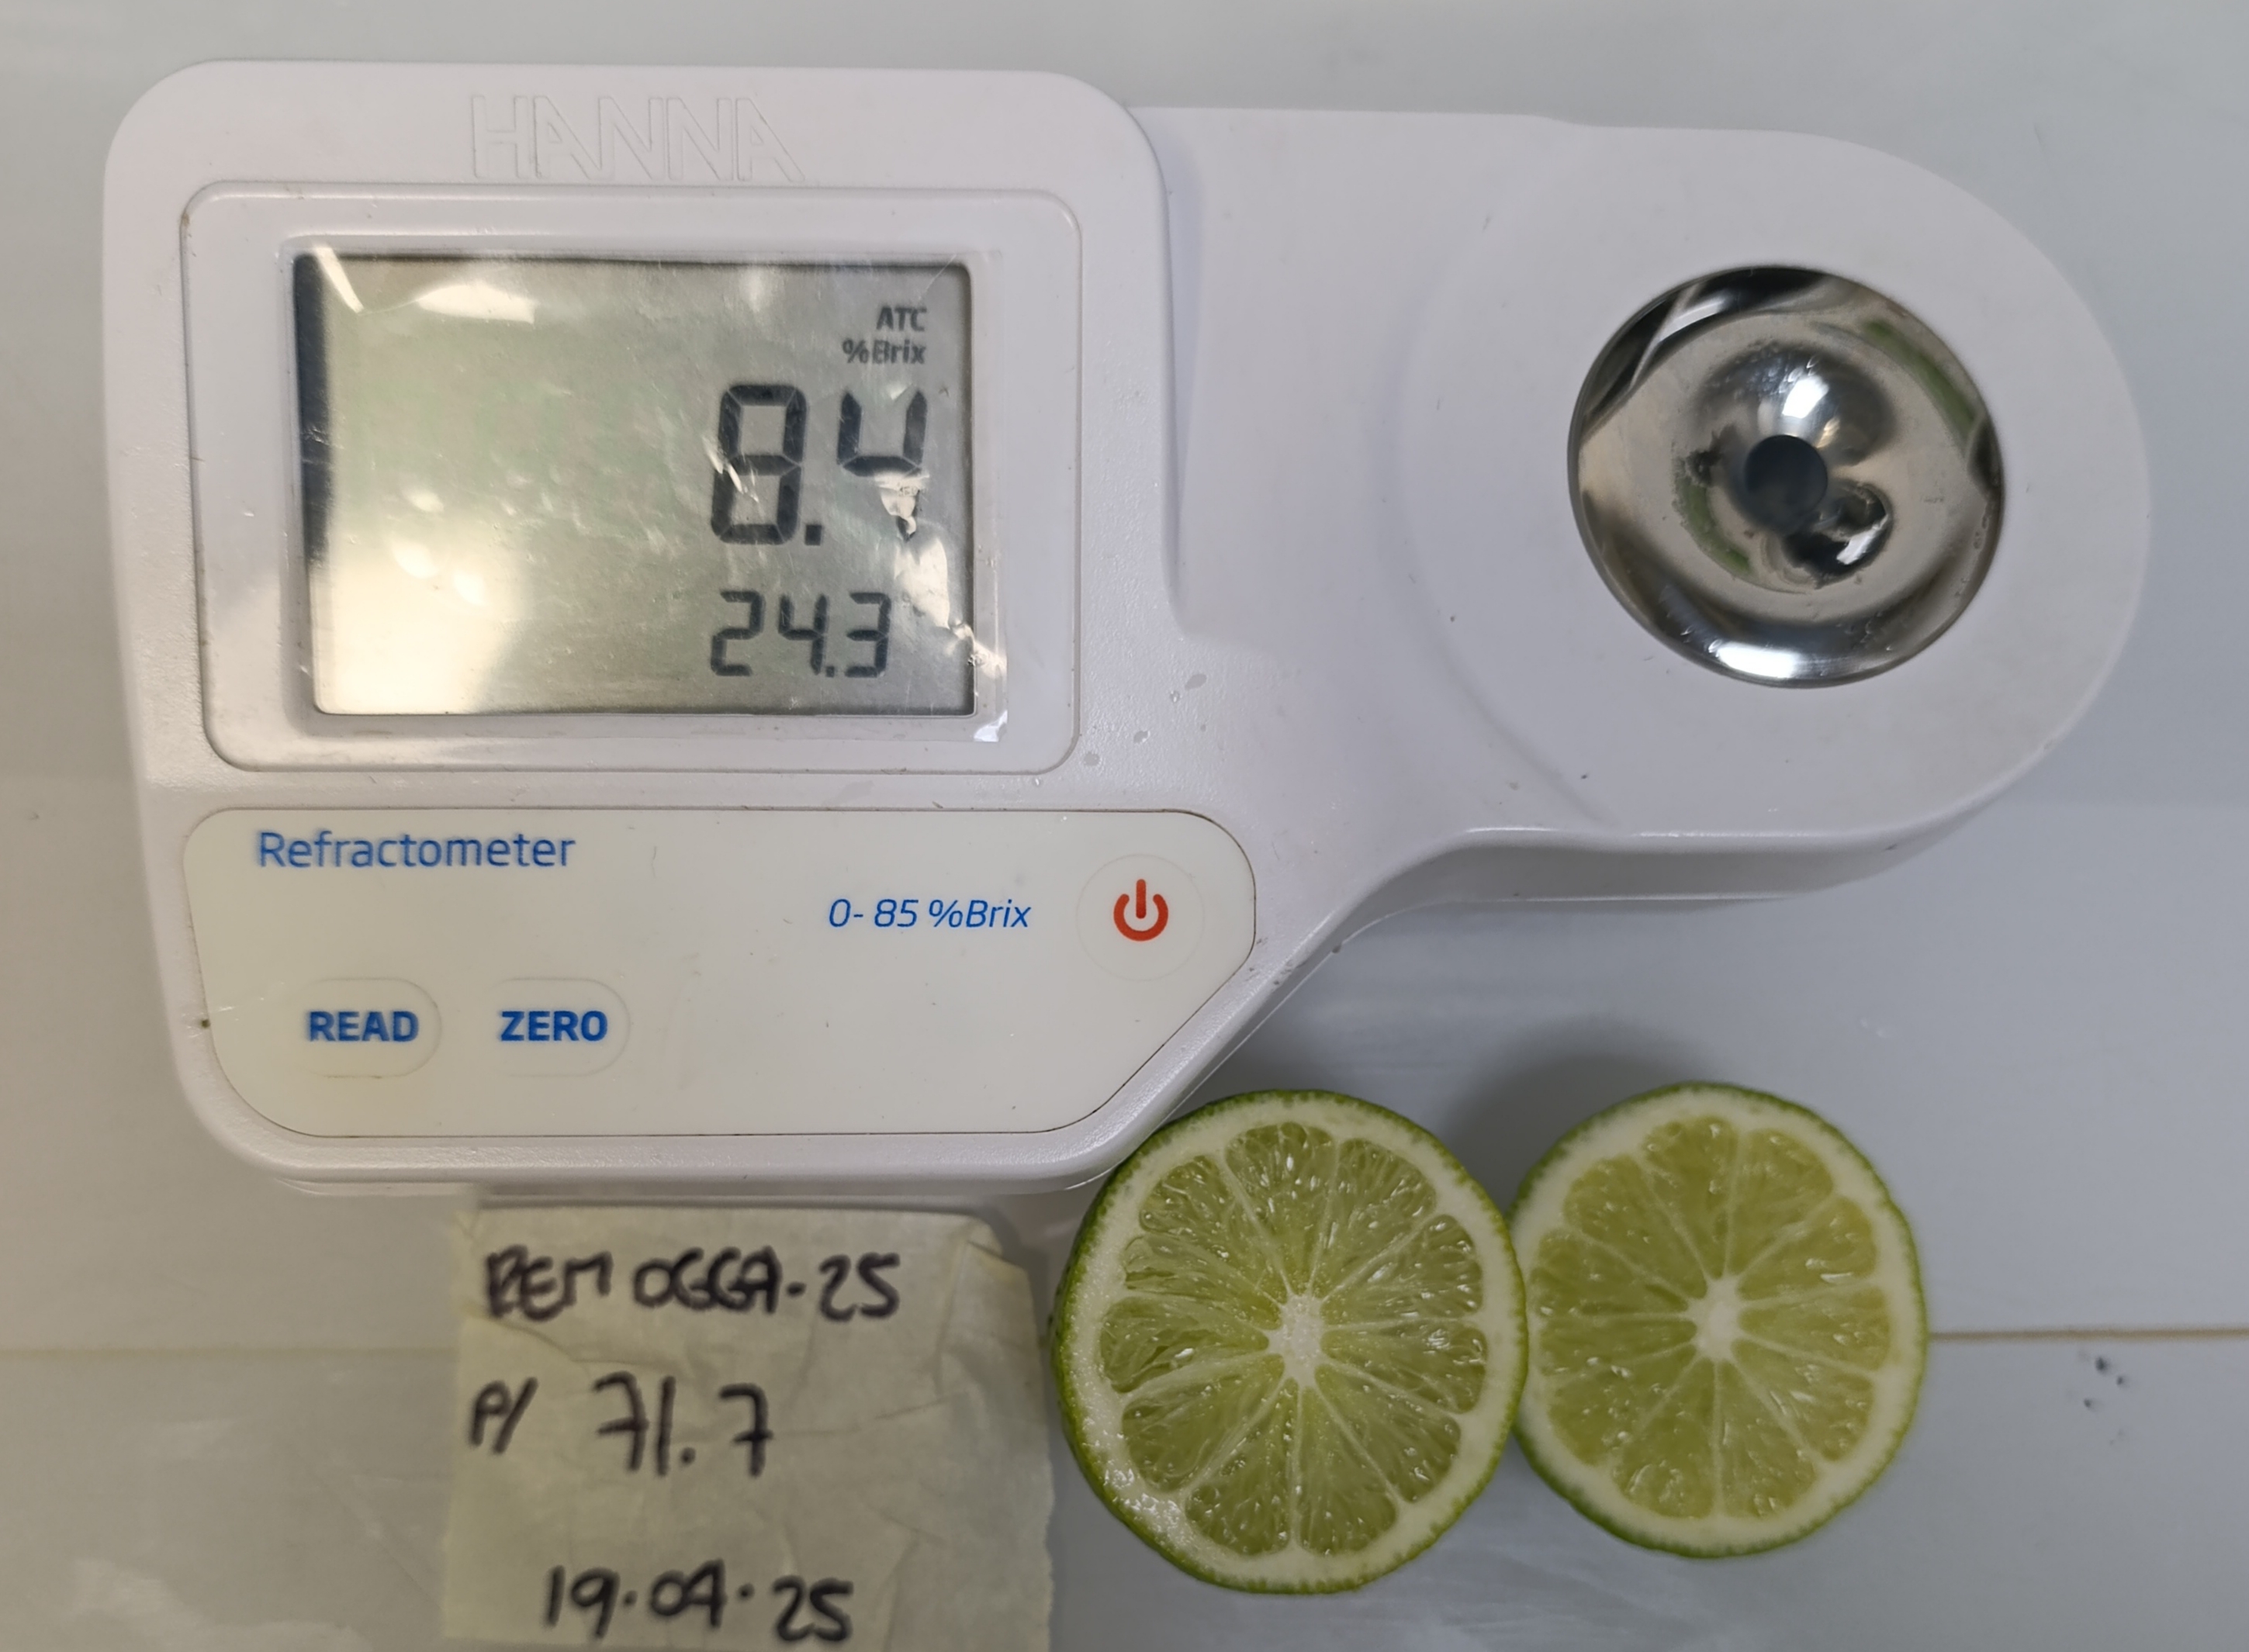 HANNA
ATC
%Brix
8.4
24.3
Refractometer
0- 85 %Brix
READ ZERO
P/ 71.7
19.04.25